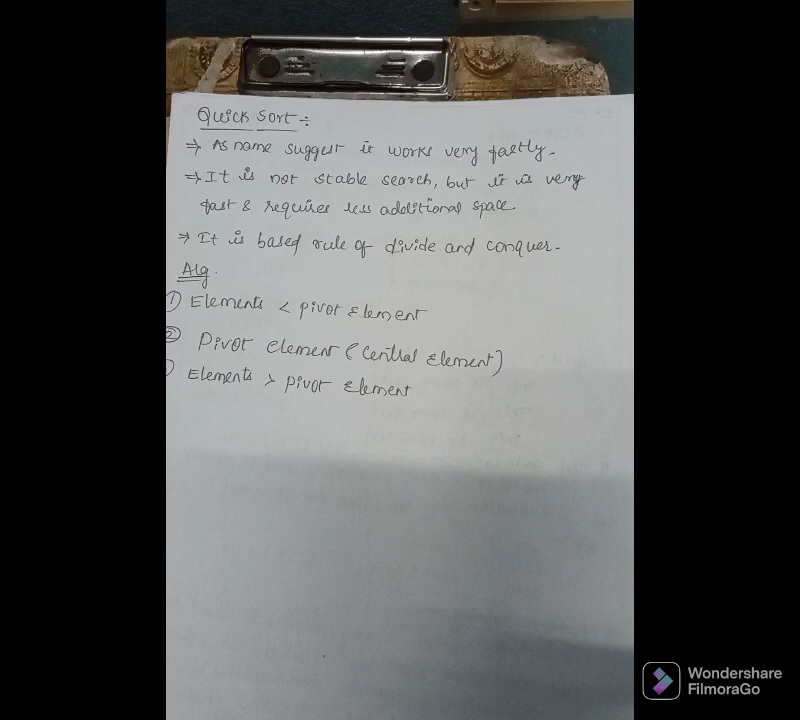 Quick Sort :-
⇒ As name suggest it works very fastly.
⇒ It is not stable search, but it is very
fast & requires less additional space
⇒ It is based rule of divide and conquer.
Alg.
① Elements < pivot Element
② Pivot element (Central Element)
Elements > pivot Element
Wondershare
FilmoraGo